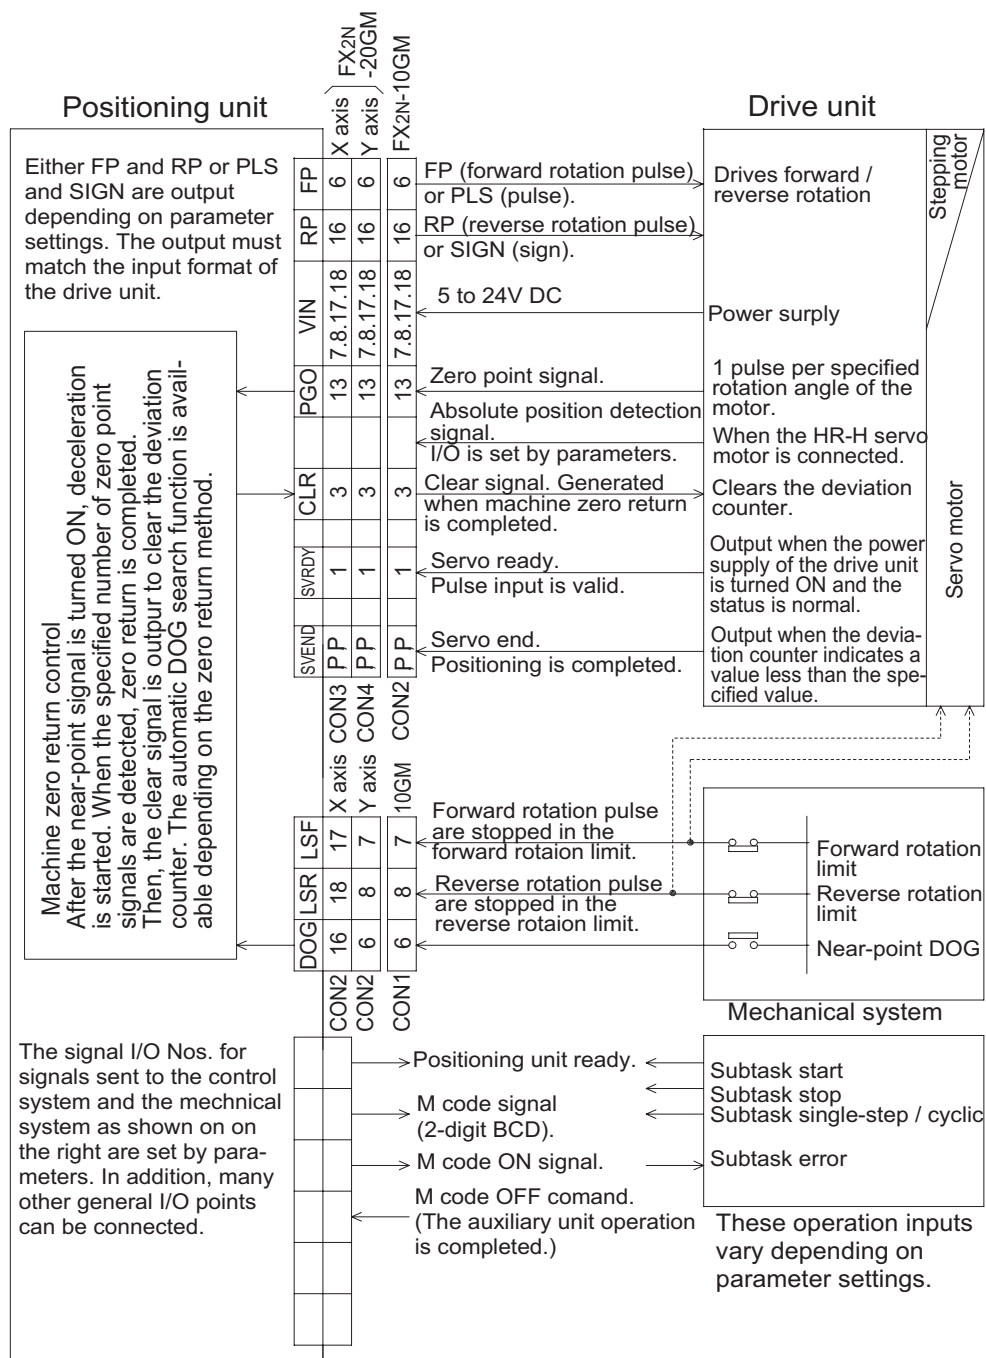 Positioning unit
FX2N
-20GM
X axis
Y axis
FX2N-10GM
Drive unit
Either FP and RP or PLS
and SIGN are output
depending on parameter
settings. The output must
match the input format of
the drive unit.
FP 6 6 6
FP (forward rotation pulse)
or PLS (pulse).
Drives forward /
reverse rotation
Stepping
motor
RP 16 16 16
RP (reverse rotation pulse)
or SIGN (sign).
VIN 7.8.17.18 7.8.17.18 7.8.17.18
5 to 24V DC
Power surply
PGO 13 13 13
Zero point signal.
1 pulse per specified
rotation angle of the
motor.
Absolute position detection
signal.
I/O is set by parameters.
When the HR-H servo
motor is connected.
CLR 3 3 3
Clear signal. Generated
when machine zero return
is completed.
Clears the deviation
counter.
SVRDY 1 1 1
Servo ready.
Pulse input is valid.
Output when the power
supply of the drive unit
is turned ON and the
status is normal.
Servo motor
SVEND P.P. P.P. P.P.
Servo end.
Positioning is completed.
Output when the devia-
tion counter indicates a
value less than the spe-
cified value.
CON3
CON4
CON2
Machine zero return control
After the near-point signal is turned ON, deceleration
is started. When the specified number of zero point
signals are detected, zero return is completed.
Then, the clear signal is outpur to clear the deviation
counter. The automatic DOG search function is avail-
able depending on the zero return method.
X axis
Y axis
10GM
LSF 17 7 7
Forward rotation pulse
are stopped in the
forward rotaion limit.
Forward rotation
limit
LSR 18 8 8
Reverse rotation pulse
are stopped in the
reverse rotaion limit.
Reverse rotation
limit
DOG 16 6 6
Near-point DOG
CON2
CON2
CON1
Mechanical system
The signal I/O Nos. for
signals sent to the control
system and the mechnical
system as shown on on
the right are set by para-
meters. In addition, many
other general I/O points
can be connected.
Positioning unit ready.
M code signal
(2-digit BCD).
M code ON signal.
M code OFF comand.
(The auxiliary unit operation
is completed.)
Subtask start
Subtask stop
Subtask single-step / cyclic
Subtask error
These operation inputs
vary depending on
parameter settings.